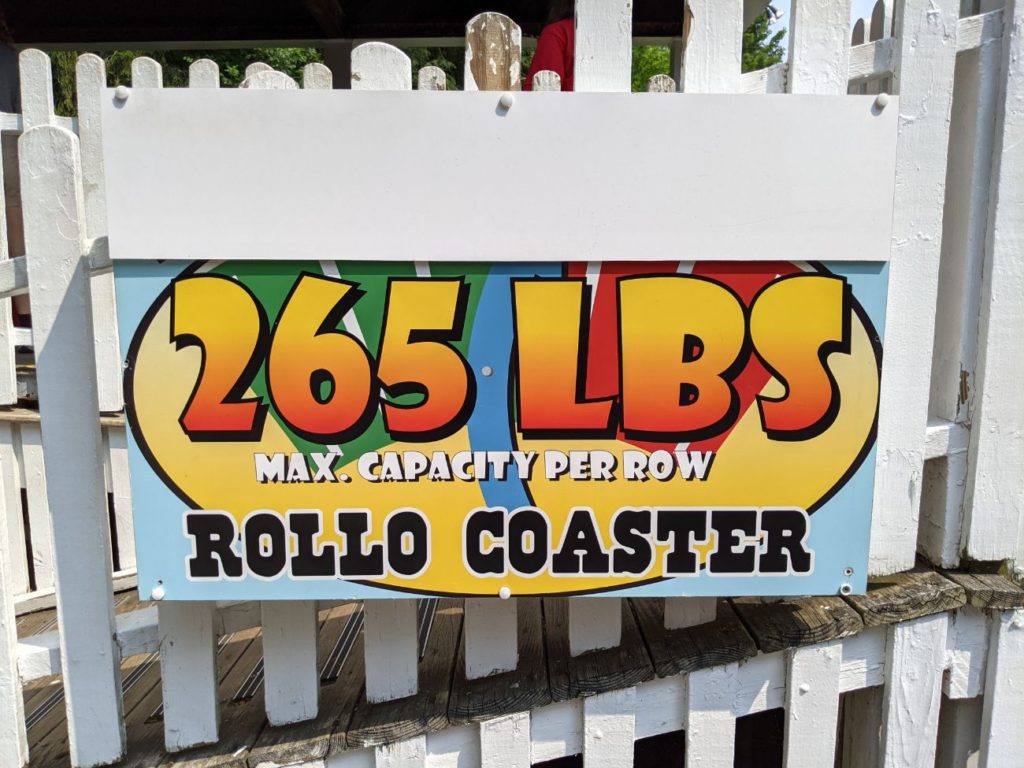 265 LBS
MAX. CAPACITY PER ROW
ROLLO COASTER